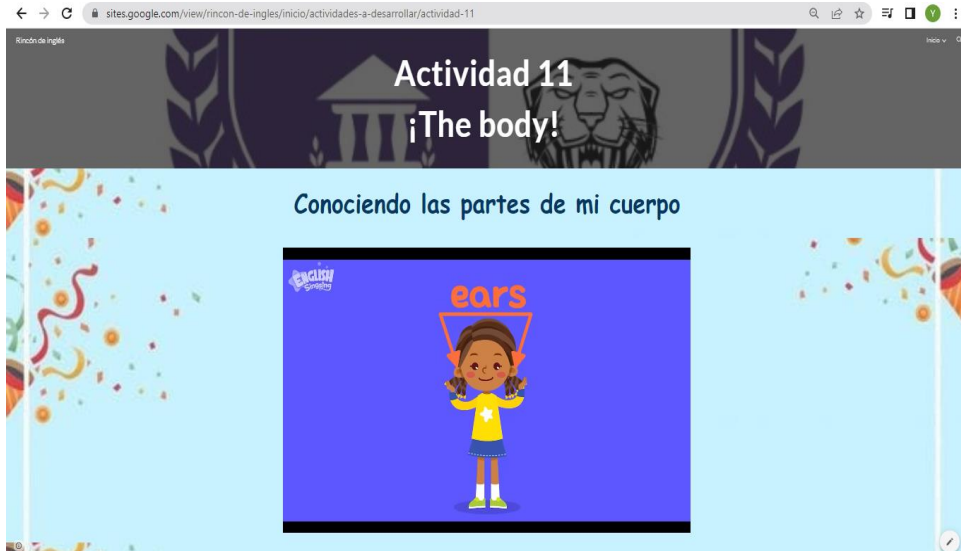 sites.google.com/view/rincon-de-ingles/inicio/actividades-a-desarrollar/actividad-11
Y
Rincón de inglés
Inicio
Actividad 11
¡The body!
Conociendo las partes de mi cuerpo
ENGLISH
Singsing
ears